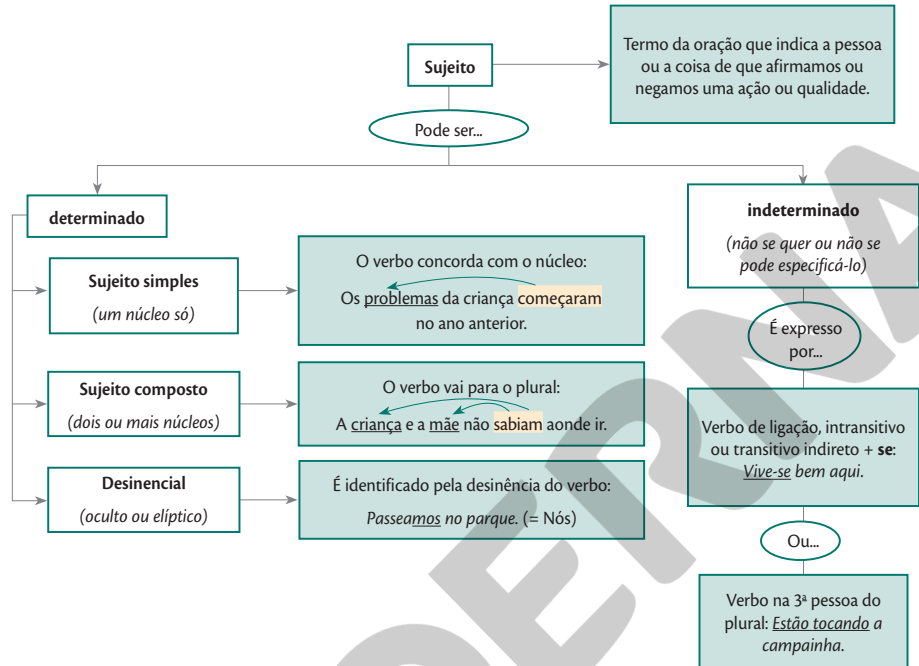 Sujeito
Termo da oração que indica a pessoa
ou a coisa de que afirmamos ou
negamos uma ação ou qualidade.
Pode ser...
determinado
Sujeito simples
(um núcleo só)
O verbo concorda com o núcleo:
Os problemas da criança começaram
no ano anterior.
Sujeito composto
(dois ou mais núcleos)
O verbo vai para o plural:
A criança e a mãe não sabiam aonde ir.
Desinencial
(oculto ou elíptico)
É identificado pela desinência do verbo:
Passeamos no parque. (= Nós)
indeterminado
(não se quer ou não se
pode especificá-lo)
É expresso
por...
Verbo de ligação, intransitivo
ou transitivo indireto + se:
Vive-se bem aqui.
Ou...
Verbo na 3ª pessoa do
plural: Estão tocando a
campainha.